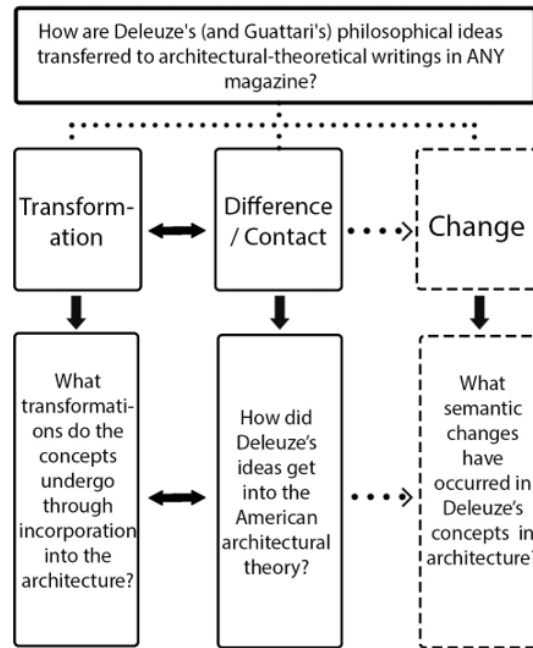 How are Deleuze's (and Guattari's) philosophical ideas
transferred to architectural-theoretical writings in ANY
magazine?
Transform-
ation
Difference
/ Contact
Change
What
transformati-
ons do the
concepts
undergo
through
incorporation
into the
architecture?
How did
Deleuze's
ideas get
into the
American
architectural
theory?
What
semantic
changes
have
occurred in
Deleuze's
concepts in
architecture?